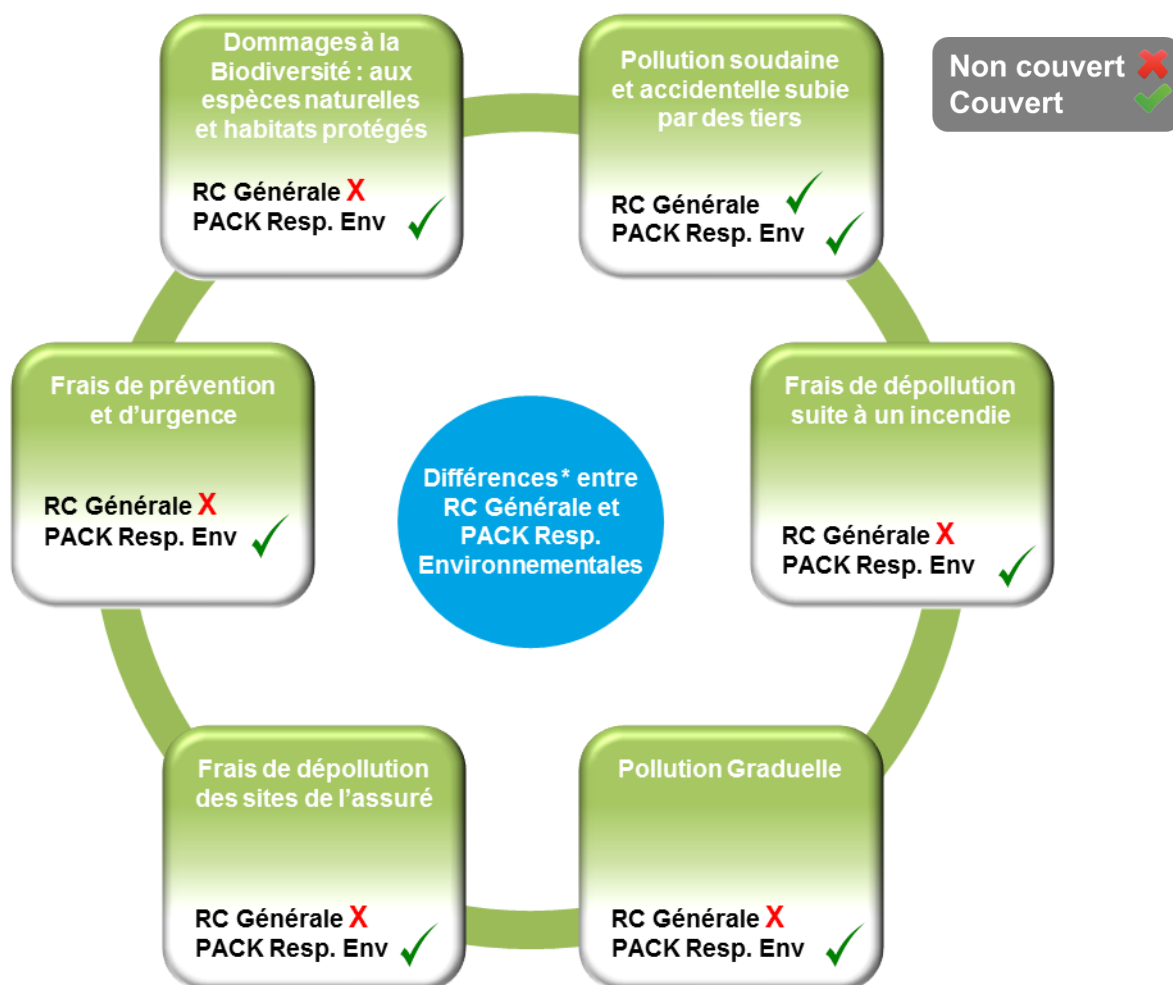 Dommages à la
Biodiversité : aux
espèces naturelles
et habitats protégés
RC Générale X
PACK Resp. Env
Pollution soudaine
et accidentelle subie
par des tiers
RC Générale
PACK Resp. Env
Non couvert
Couvert
Frais de prévention
et d'urgence
RC Générale X
PACK Resp. Env
Différences * entre
RC Générale et
PACK Resp.
Environnementales
Frais de dépollution
suite à un incendie
RC Générale X
PACK Resp. Env
Frais de dépollution
des sites de l'assuré
RC Générale X
PACK Resp. Env
Pollution Graduelle
RC Générale X
PACK Resp. Env